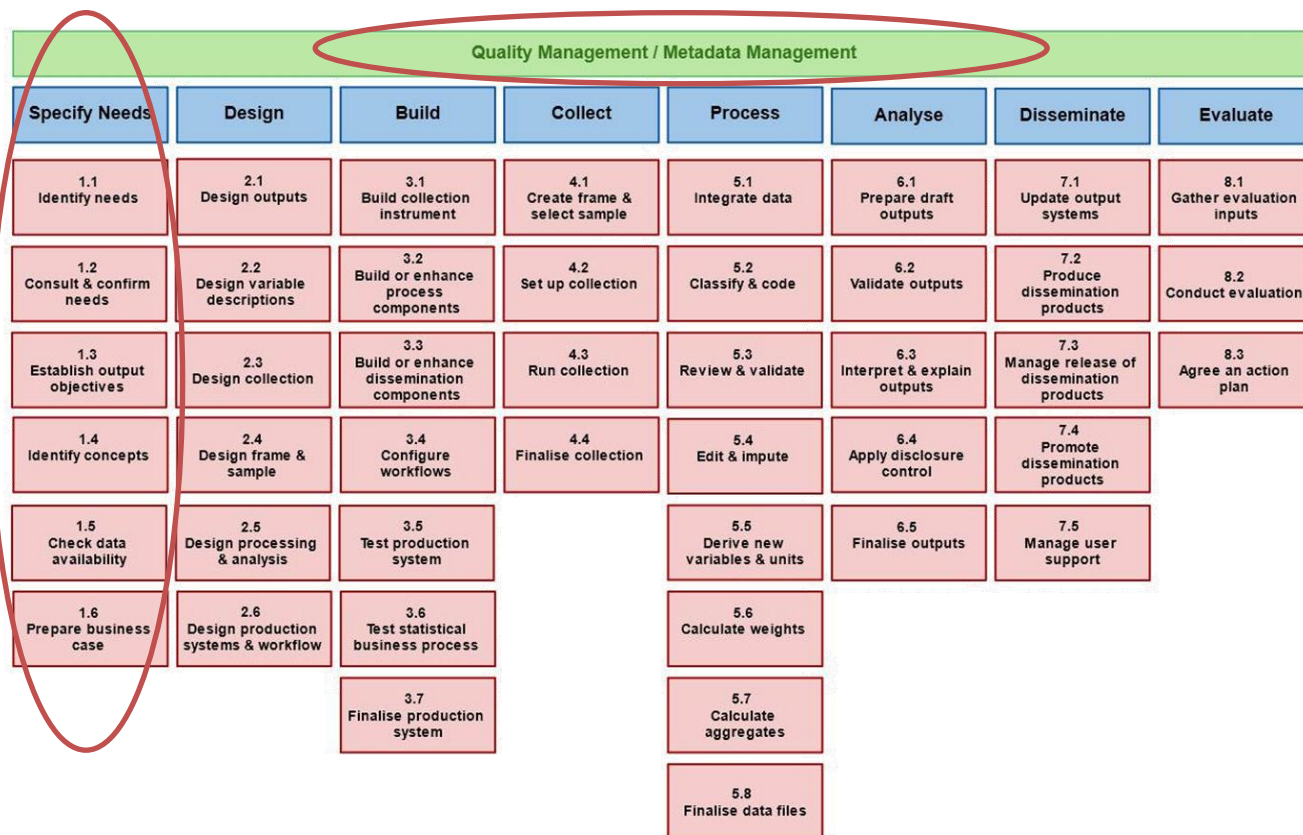 Quality Management / Metadata Management
Specify Needs
Design
Build
Collect
Process
Analyse
Disseminate
Evaluate
1.1
Identify needs
1.2
Consult & confirm
needs
1.3
Establish output
objectives
1.4
Identify concepts
1.5
Check data
availability
1.6
Prepare business
case
2.1
Design outputs
2.2
Design variable
descriptions
2.3
Design collection
2.4
Design frame &
sample
2.5
Design processing
& analysis
2.6
Design production
systems & workflow
3.1
Build collection
instrument
3.2
Build or enhance
process
components
3.3
Build or enhance
dissemination
components
3.4
Configure
workflows
3.5
Test production
system
3.6
Test statistical
business process
3.7
Finalise production
system
4.1
Create frame &
select sample
4.2
Set up collection
4.3
Run collection
4.4
Finalise collection
5.1
Integrate data
5.2
Classify & code
5.3
Review & validate
5.4
Edit & impute
5.5
Derive new
variables & units
5.6
Calculate weights
5.7
Calculate
aggregates
5.8
Finalise data files
6.1
Prepare draft
outputs
6.2
Validate outputs
6.3
Interpret & explain
outputs
6.4
Apply disclosure
control
6.5
Finalise outputs
7.1
Update output
systems
7.2
Produce
dissemination
products
7.3
Manage release of
dissemination
products
7.4
Promote
dissemination
products
7.5
Manage user
support
8.1
Gather evaluation
inputs
8.2
Conduct evaluation
8.3
Agree an action
plan